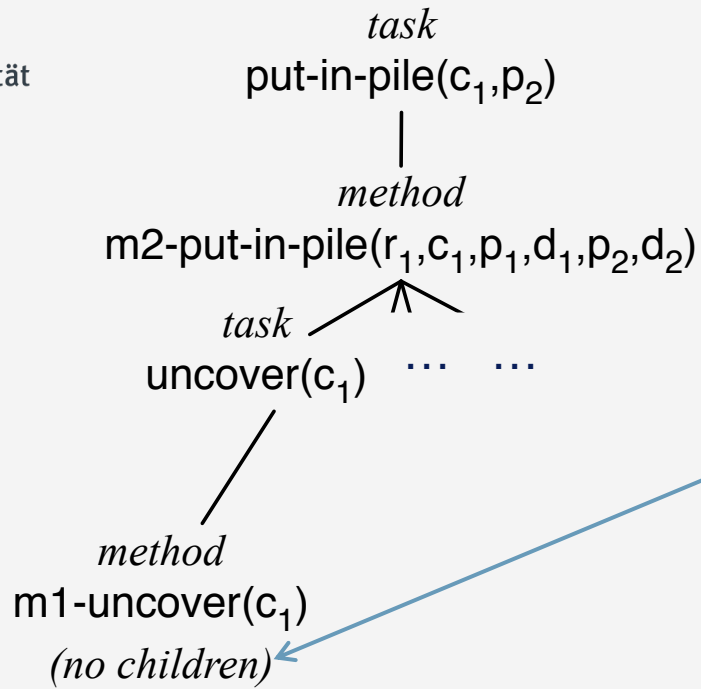 task
tät
put-in-pile(c₁,p₂)
method
m2-put-in-pile(r₁,c₁,p₁,d₁,p₂,d₂)
task
uncover(c₁) ... ...
method
m1-uncover(c₁)
(no children)